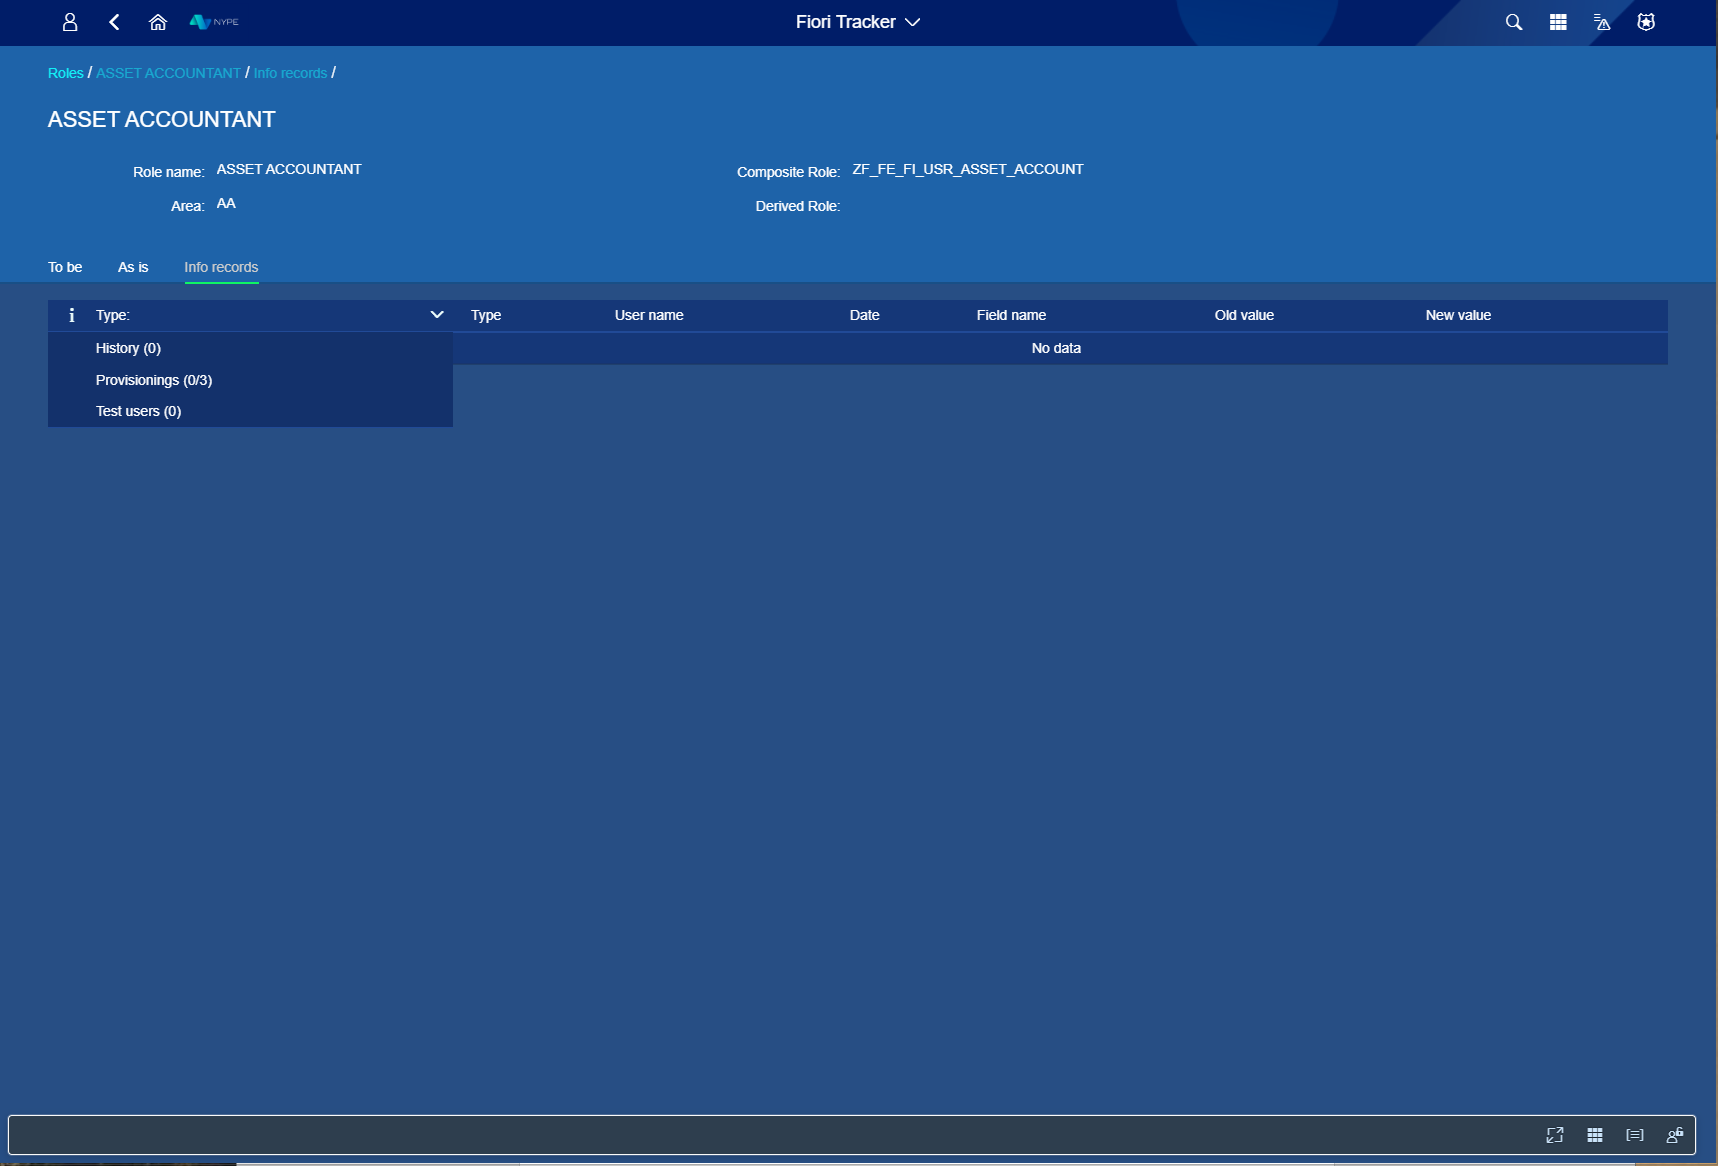 NYPE
Fiori Tracker
Roles / ASSET ACCOUNTANT / Info records /
ASSET ACCOUNTANT
Role name: ASSET ACCOUNTANT
Composite Role: ZF_FE_FI_USR_ASSET_ACCOUNT
Area: AA
Derived Role:
To be As is Info records
Type: Type User name Date Field name Old value New value
History (0)
No data
Provisionings (0/3)
Test users (0)